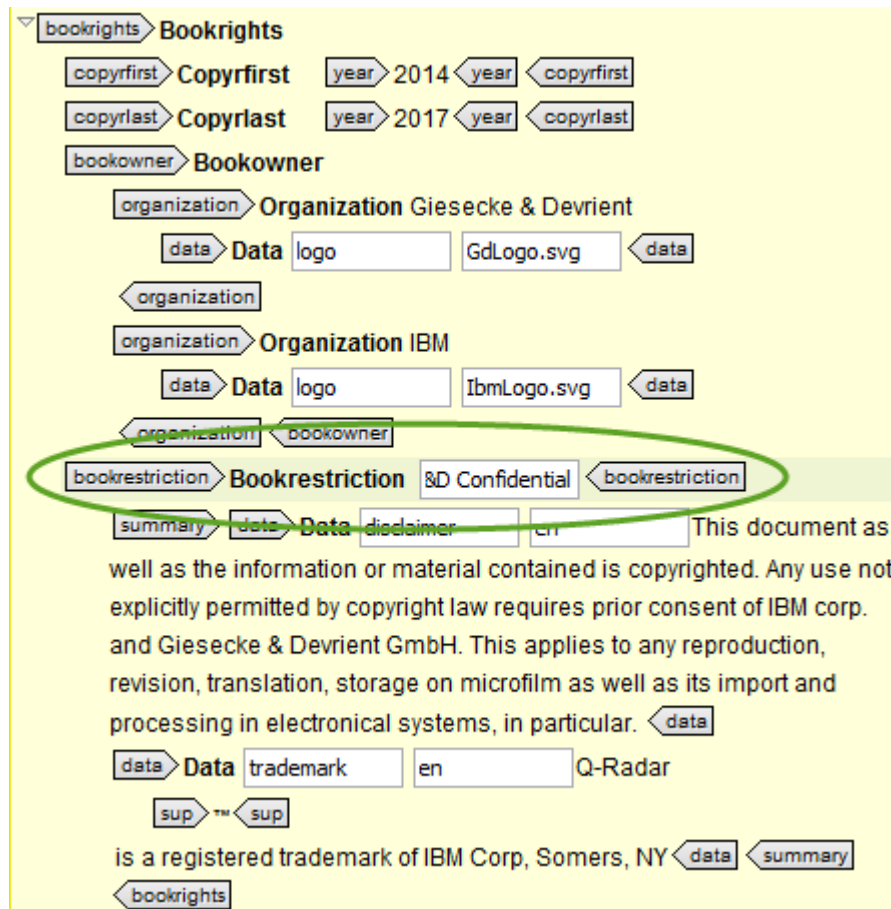 bookrights Bookrights
copyrfirst Copyrfirst year 2014 year copyrfirst
copyrlast Copyrlast year 2017 year copyrlast
bookowner Bookowner
organization Organization Giesecke & Devrient
data Data logo GdLogo.svg data
organization
organization Organization IBM
data Data logo IbmLogo.svg data
organization bookowner
bookrestriction Bookrestriction &D Confidential bookrestriction
summary data Data disclaimer en This document as
well as the information or material contained is copyrighted. Any use not
explicitly permitted by copyright law requires prior consent of IBM corp.
and Giesecke & Devrient GmbH. This applies to any reproduction,
revision, translation, storage on microfilm as well as its import and
processing in electronical systems, in particular. data
data Data trademark en Q-Radar
sup ™ sup
is a registered trademark of IBM Corp, Somers, NY data summary
bookrights